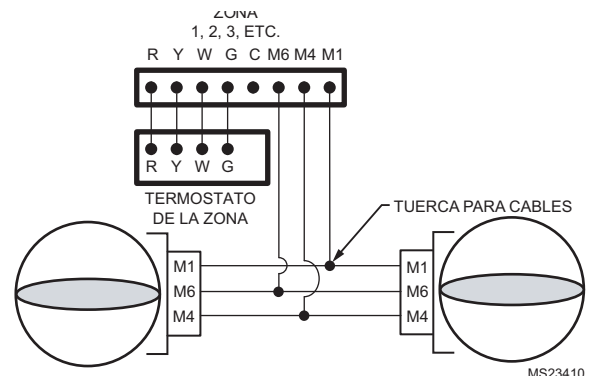 ZONA
1, 2, 3, ETC.
R Y W G C M6 M4 M1
R Y W G
TERMOSTATO
DE LA ZONA
TUERCA PARA CABLES
M1 M1
M6 M6
M4 M4
MS23410